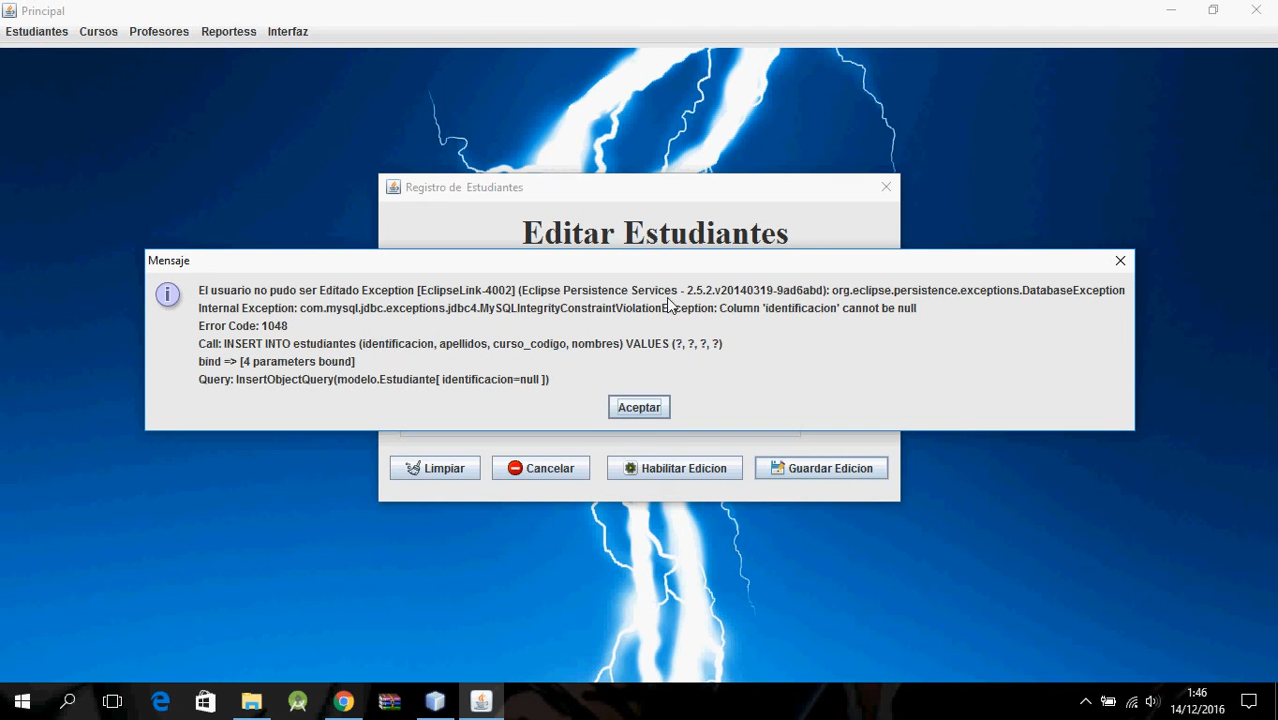 Principal
Estudiantes Cursos Profesores Reportess Interfaz
Registro de Estudiantes
Editar Estudiantes
Mensaje
El usuario no pudo ser Editado Exception [EclipseLink-4002] (Eclipse Persistence Services - 2.5.2.v20140319-9ad6abd): org.eclipse.persistence.exceptions.DatabaseException
Internal Exception: com.mysql.jdbc.exceptions.jdbc4.MySQLIntegrityConstraintViolationException: Column 'identificacion' cannot be null
Error Code: 1048
Call: INSERT INTO estudiantes (identificacion, apellidos, curso_codigo, nombres) VALUES (?, ?, ?, ?)
bind => [4 parameters bound]
Query: InsertObjectQuery(modelo.Estudiante[ identificacion=null ])
Aceptar
Limpiar Cancelar Habilitar Edicion Guardar Edicion
1:46
14/12/2016